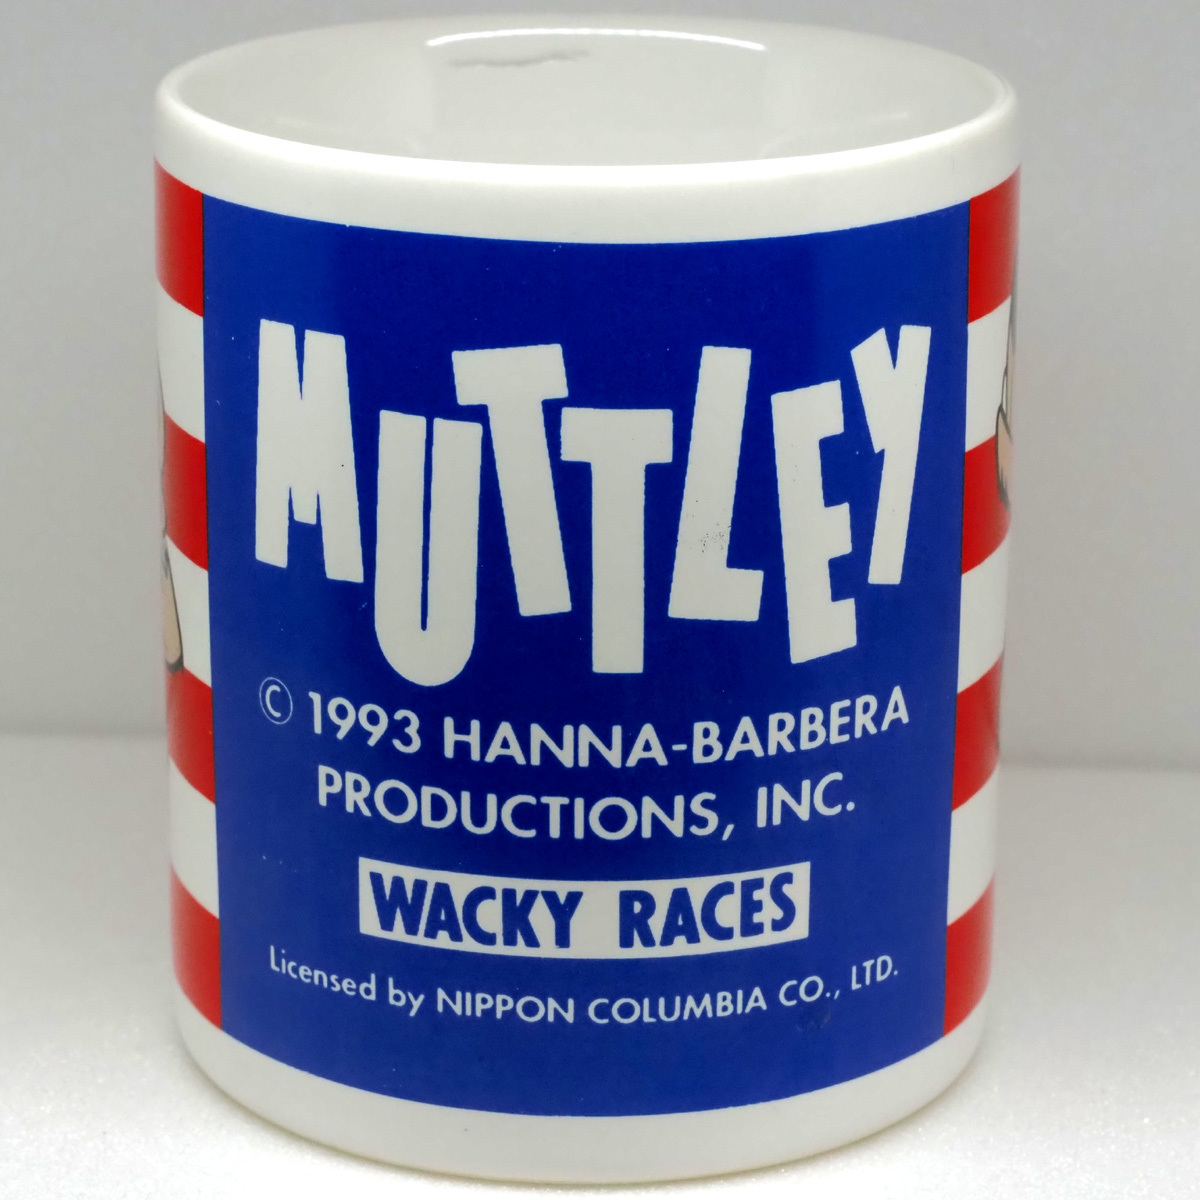 MUTTLEY
© 1993 HANNA-BARBERA
PRODUCTIONS, INC.
WACKY RACES
Licensed by NIPPON COLUMBIA CO., LTD.